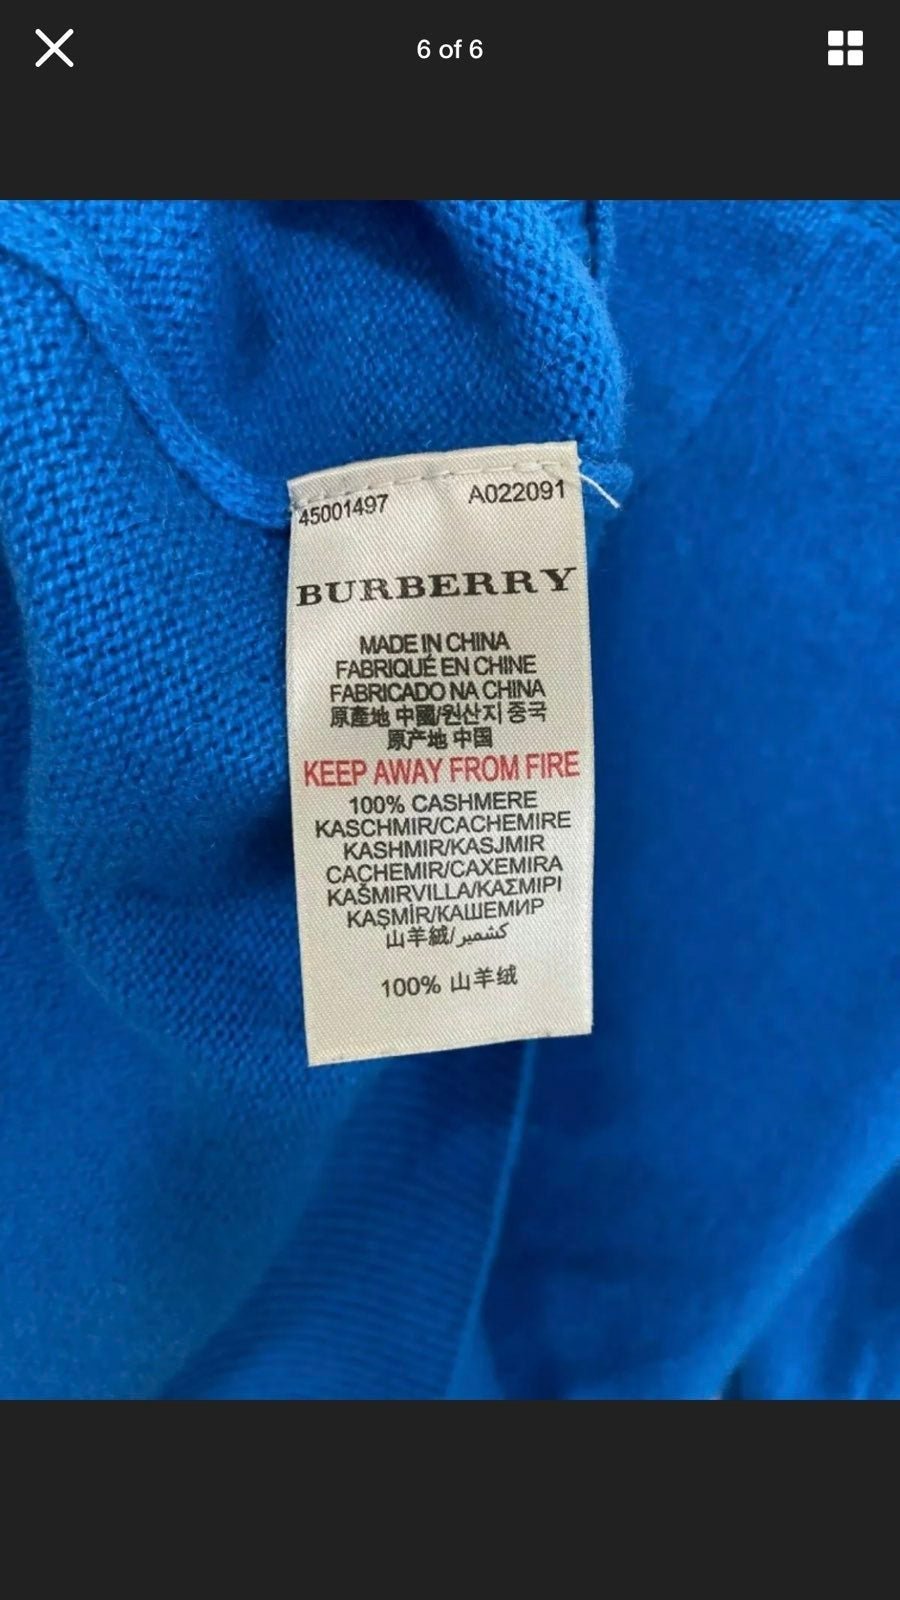 6 of 6
45001497 A022091
BURBERRY
MADE IN CHINA
FABRIQUÉ EN CHINE
FABRICADO NA CHINA
原產地 中國/원산지 중국
原产地 中国
KEEP AWAY FROM FIRE
100% CASHMERE
KASCHMIR/CACHEMIRE
KASHMIR/KASJMIR
CACHEMIR/CAXEMIRA
KAŠMIRVILLA/ΚΑΣΜΙΡΙ
KAŞMİR/КАШЕМИР
山羊絨/كشمير
100% 山羊绒